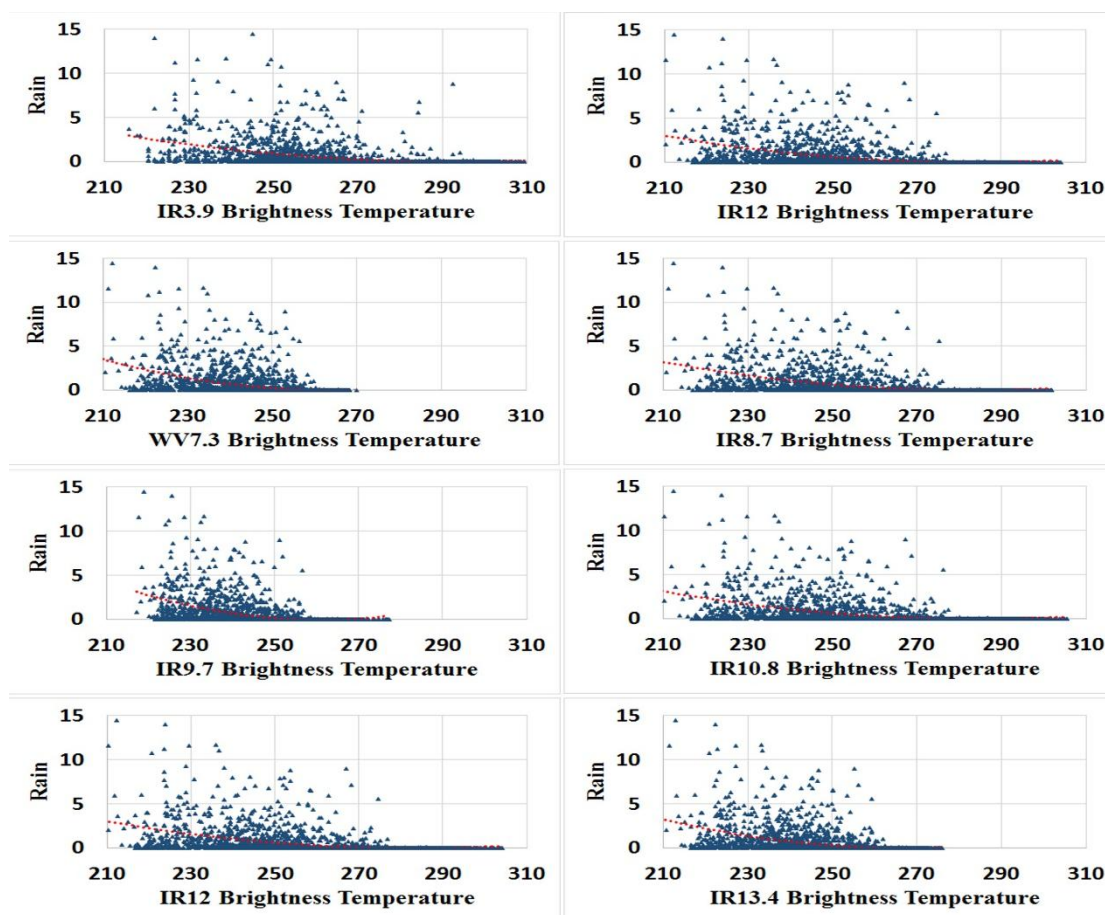 15
10
5
0
Rain
210 230 250 270 290 310
IR3.9 Brightness Temperature
15
10
5
0
Rain
210 230 250 270 290 310
IR12 Brightness Temperature
15
10
5
0
Rain
210 230 250 270 290 310
WV7.3 Brightness Temperature
15
10
5
0
Rain
210 230 250 270 290 310
IR8.7 Brightness Temperature
15
10
5
0
Rain
210 230 250 270 290 310
IR9.7 Brightness Temperature
15
10
5
0
Rain
210 230 250 270 290 310
IR10.8 Brightness Temperature
15
10
5
0
Rain
210 230 250 270 290 310
IR12 Brightness Temperature
15
10
5
0
Rain
210 230 250 270 290 310
IR13.4 Brightness Temperature